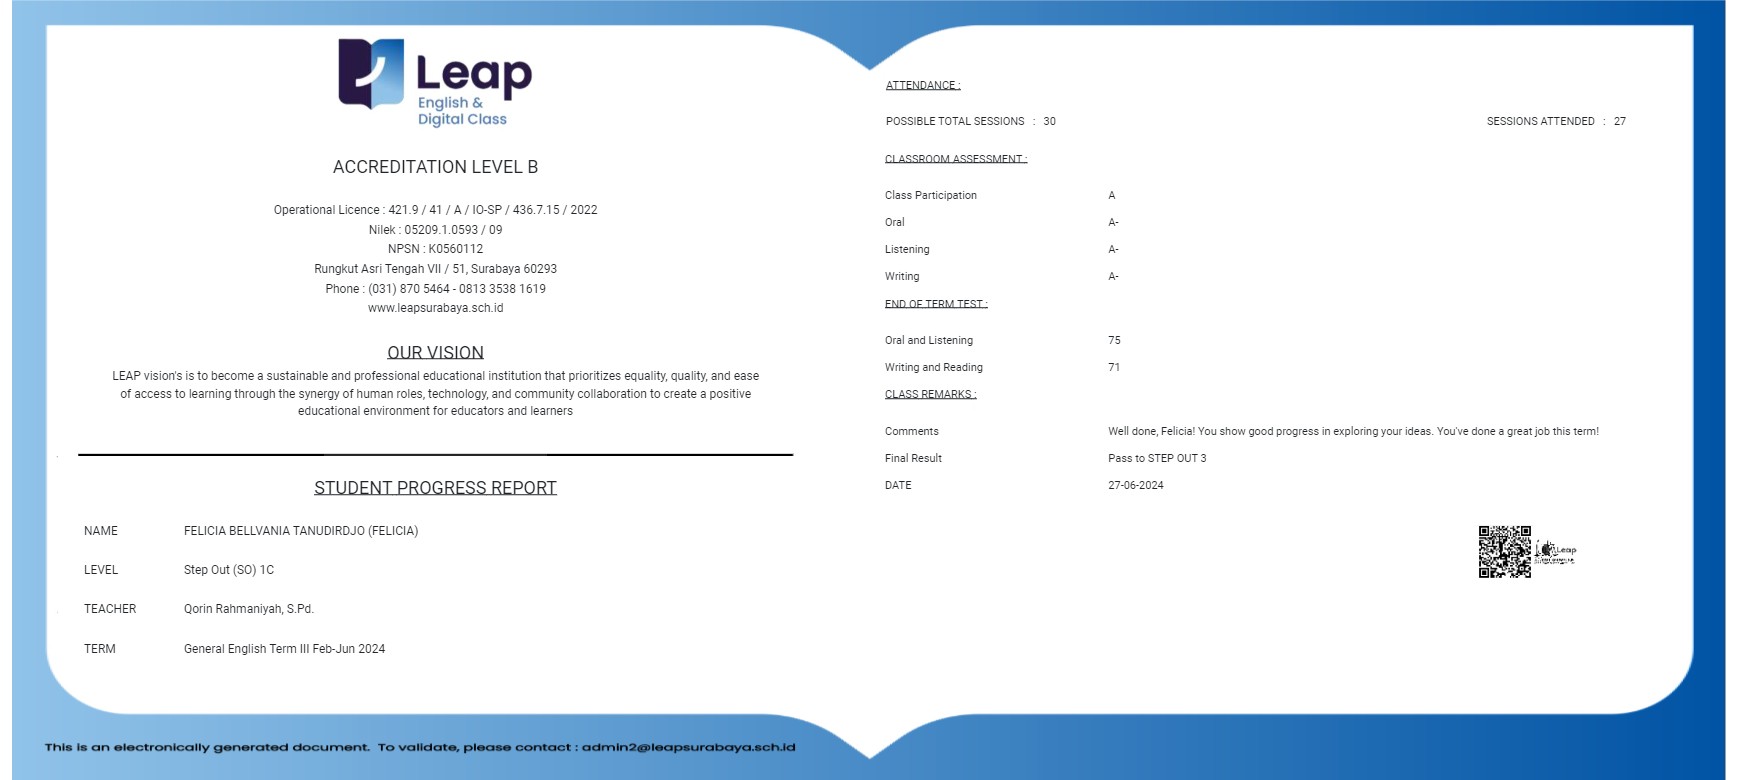 Leap
English &
Digital Class
ACCREDITATION LEVEL B
Operational Licence : 421.9 / 41 / A / IO-SP / 436.7.15 / 2022
Nilek : 05209.1.0593 / 09
NPSN : K0560112
Rungkut Asri Tengah VII / 51, Surabaya 60293
Phone : (031) 870 5464 - 0813 3538 1619
www.leapsurabaya.sch.id
OUR VISION
LEAP vision's is to become a sustainable and professional educational institution that prioritizes equality, quality, and ease
of access to learning through the synergy of human roles, technology, and community collaboration to create a positive
educational environment for educators and learners
STUDENT PROGRESS REPORT
NAME FELICIA BELLVANIA TANUDIRDJO (FELICIA)
LEVEL Step Out (SO) 1C
TEACHER Qorin Rahmaniyah, S.Pd.
TERM General English Term III Feb-Jun 2024
ATTENDANCE :
POSSIBLE TOTAL SESSIONS : 30 SESSIONS ATTENDED : 27
CLASSROOM ASSESSMENT :
Class Participation A
Oral A-
Listening A-
Writing A-
END OF TERM TEST :
Oral and Listening 75
Writing and Reading 71
CLASS REMARKS :
Comments Well done, Felicia! You show good progress in exploring your ideas. You've done a great job this term!
Final Result Pass to STEP OUT 3
DATE 27-06-2024
Leap
This is an electronically generated document. To validate, please contact : admin2@leapsurabaya.sch.id